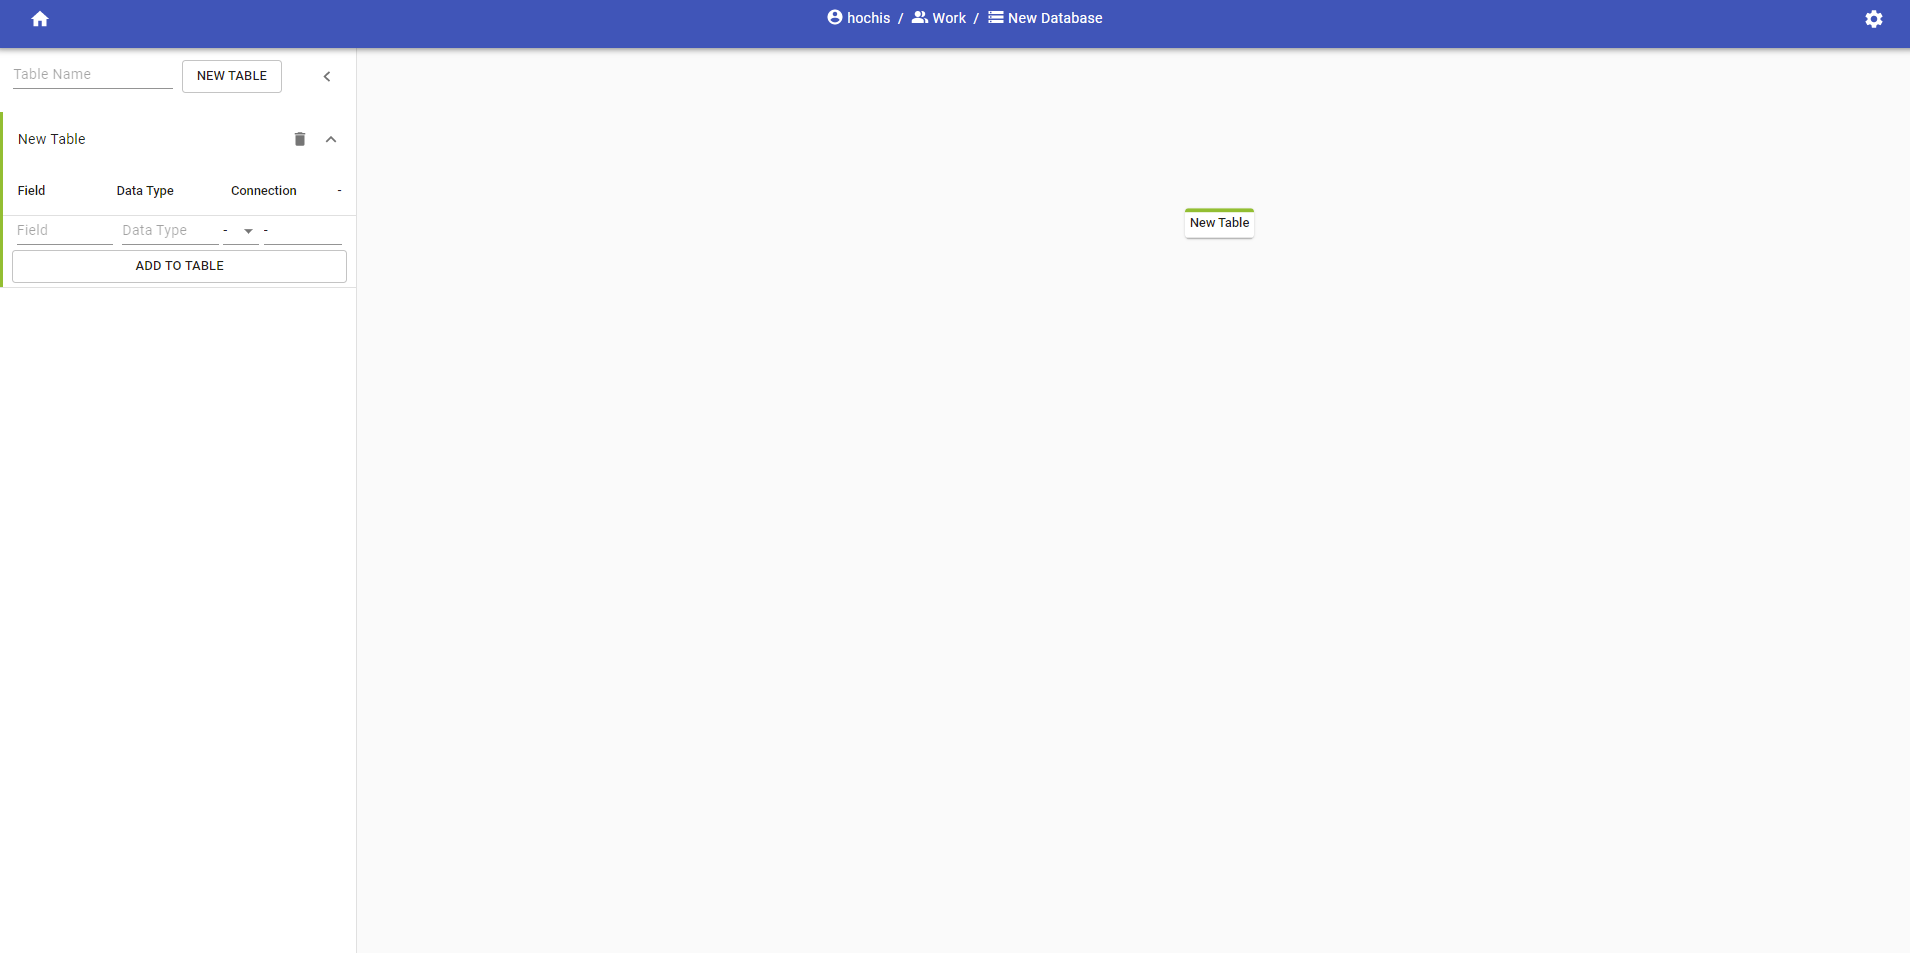 hochis / Work / New Database
Table Name NEW TABLE
New Table
Field Data Type Connection -
Field Data Type - -
ADD TO TABLE
New Table